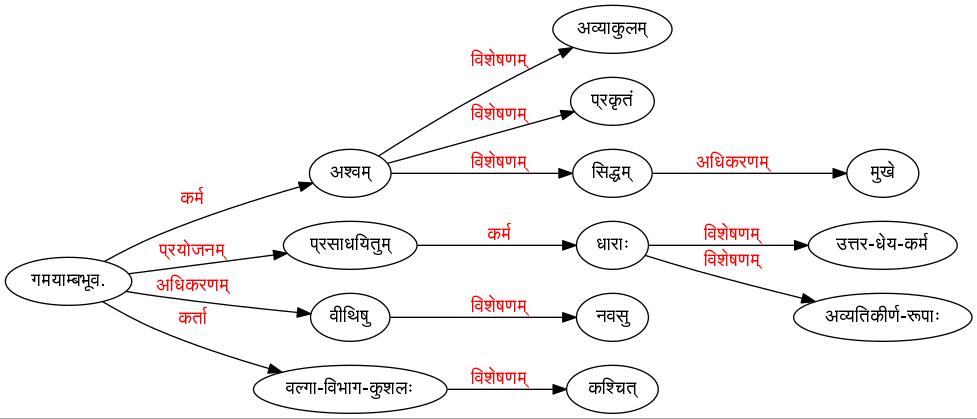 अव्याकुलम्
विशेषणम्
विशेषणम्
प्रकृतं
अश्वम्
विशेषणम्
सिद्धम्
अधिकरणम्
मुखे
कर्म
प्रयोजनम्
प्रसाधयितुम्
कर्म
धाराः
विशेषणम्
उत्तर-धेय-कर्म
विशेषणम्
अव्यतिकीर्ण-रूपाः
गमयाम्बभूव.
अधिकरणम्
वीथिषु
विशेषणम्
नवसु
कर्ता
वल्गा-विभाग-कुशलः
विशेषणम्
कश्चित्